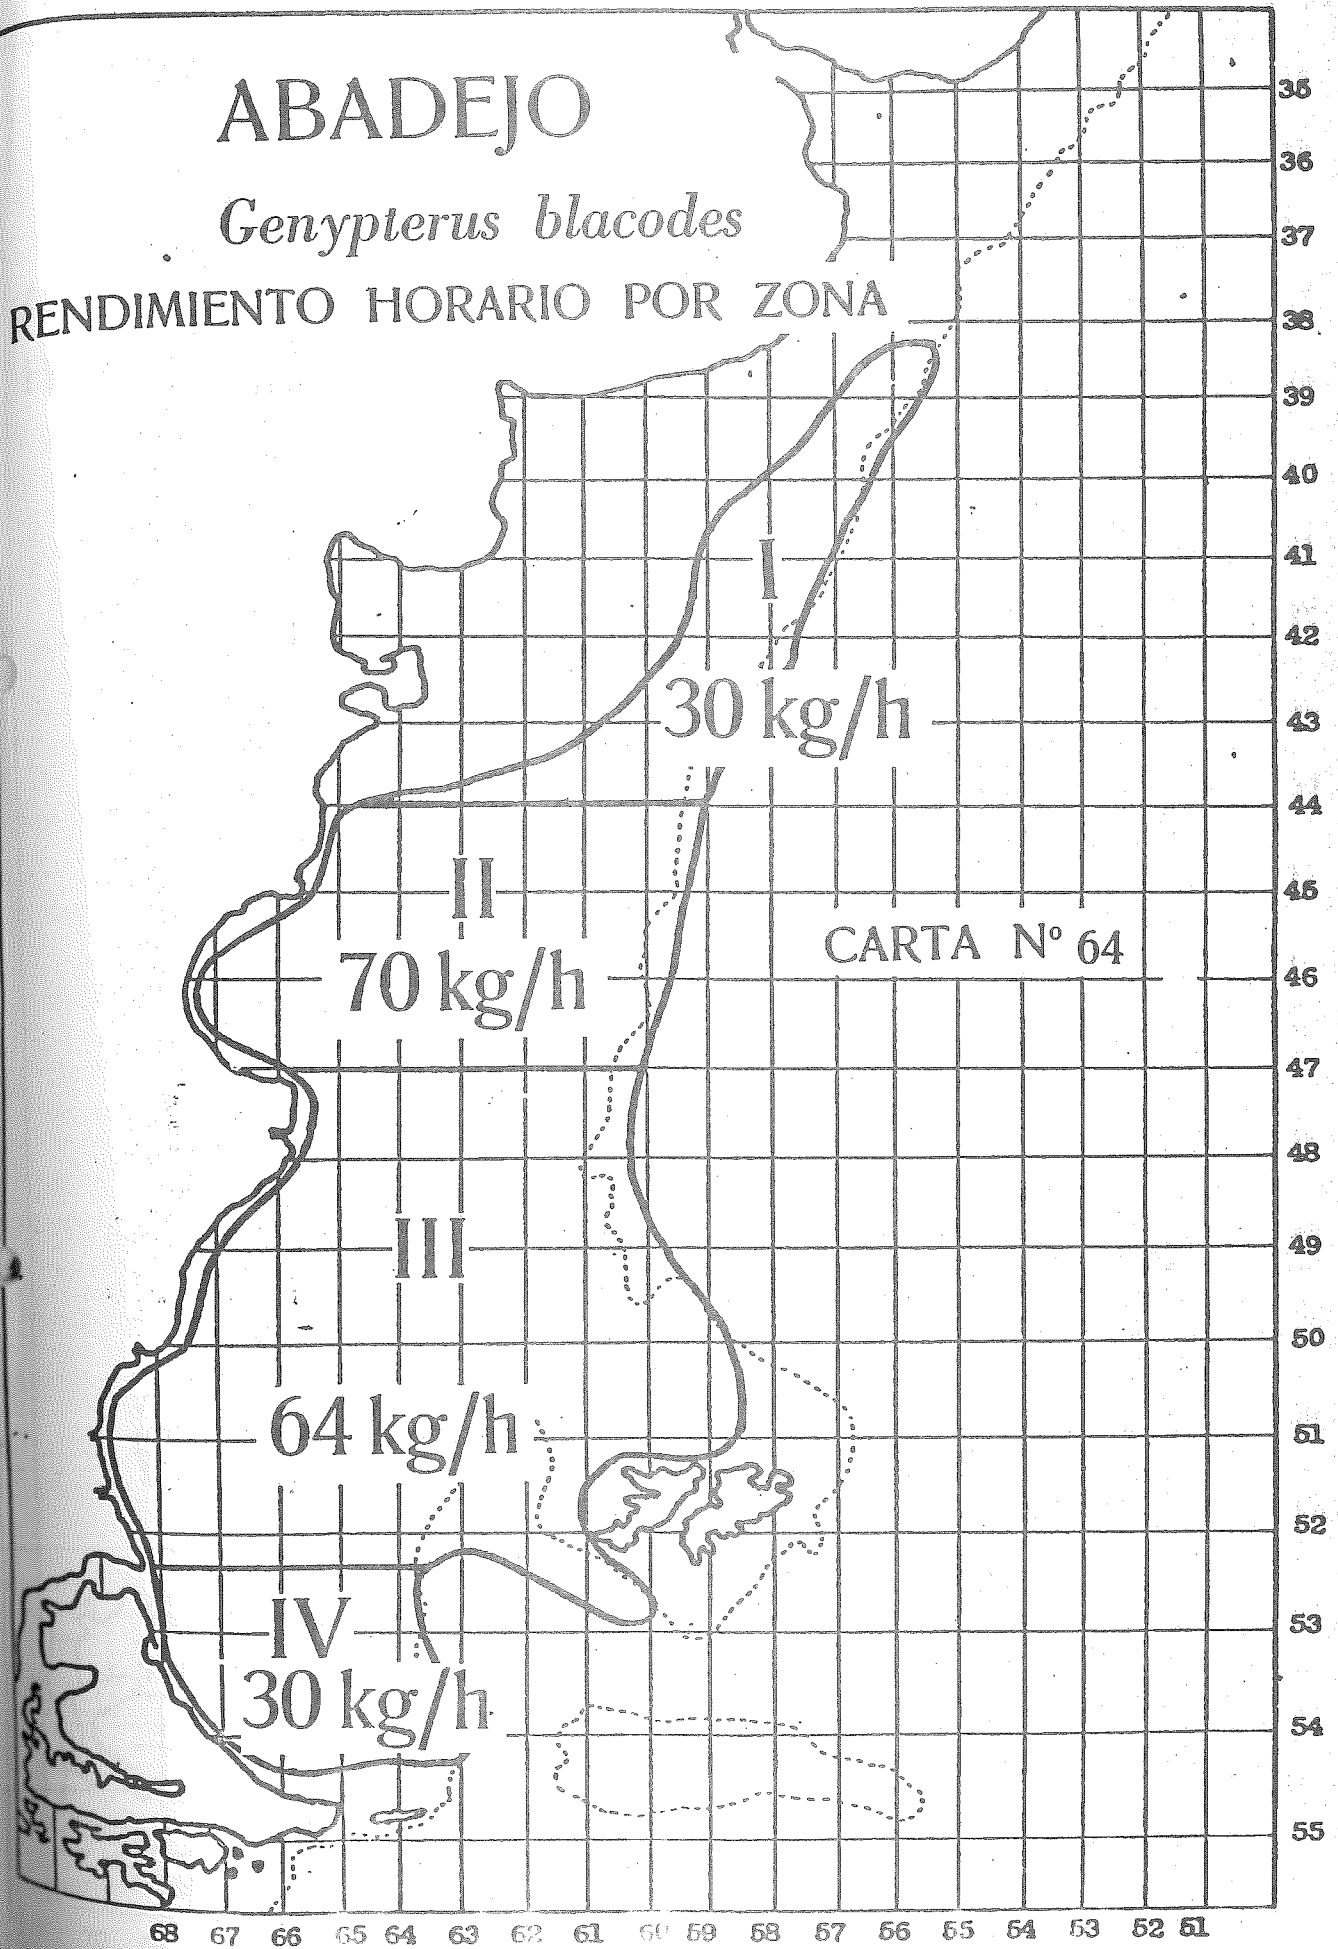 ABADEJO
Genypterus blacodes
RENDIMIENTO HORARIO POR ZONA
35
36
37
38
39
40
I
41
42
30 kg/h
43
44
II
45
CARTA Nº 64
70 kg/h
46
47
48
III
49
50
64 kg/h
51
52
IV
53
30 kg/h
54
55
68 67 66 65 64 63 62 61 60 59 58 57 56 55 54 53 52 51